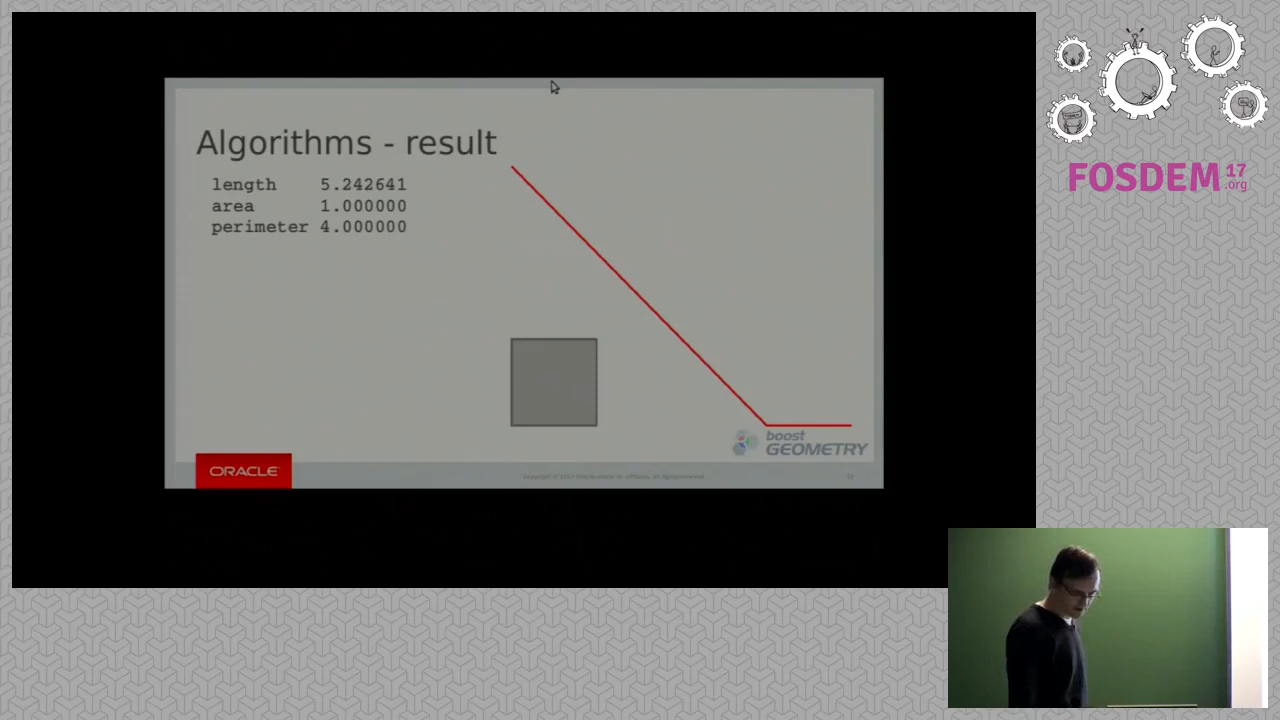 Algorithms - result
length 5.242641
area 1.000000
perimeter 4.000000
boost
GEOMETRY
ORACLE
FOSDEM 17
.org